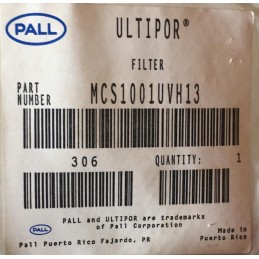 PALL
ULTIPOR®
FILTER
PART NUMBER
MCS1001UVH13
306
QUANTITY: 1
PALL
PALL and ULTIPOR are trademarks
of Pall Corporation
Pall Puerto Rico Fajardo, PR
Made in
Puerto Rico